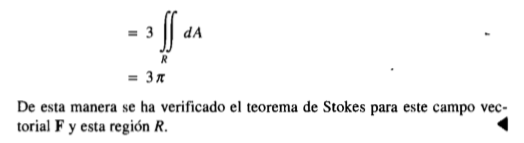 = 3 ∬ dA
R
= 3π
De esta manera se ha verificado el teorema de Stokes para este campo vec-
torial F y esta región R.